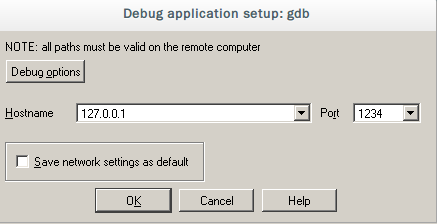 Debug application setup: gdb
NOTE: all paths must be valid on the remote computer
Debug options
Hostname 127.0.0.1 Port 1234
Save network settings as default
OK Cancel Help